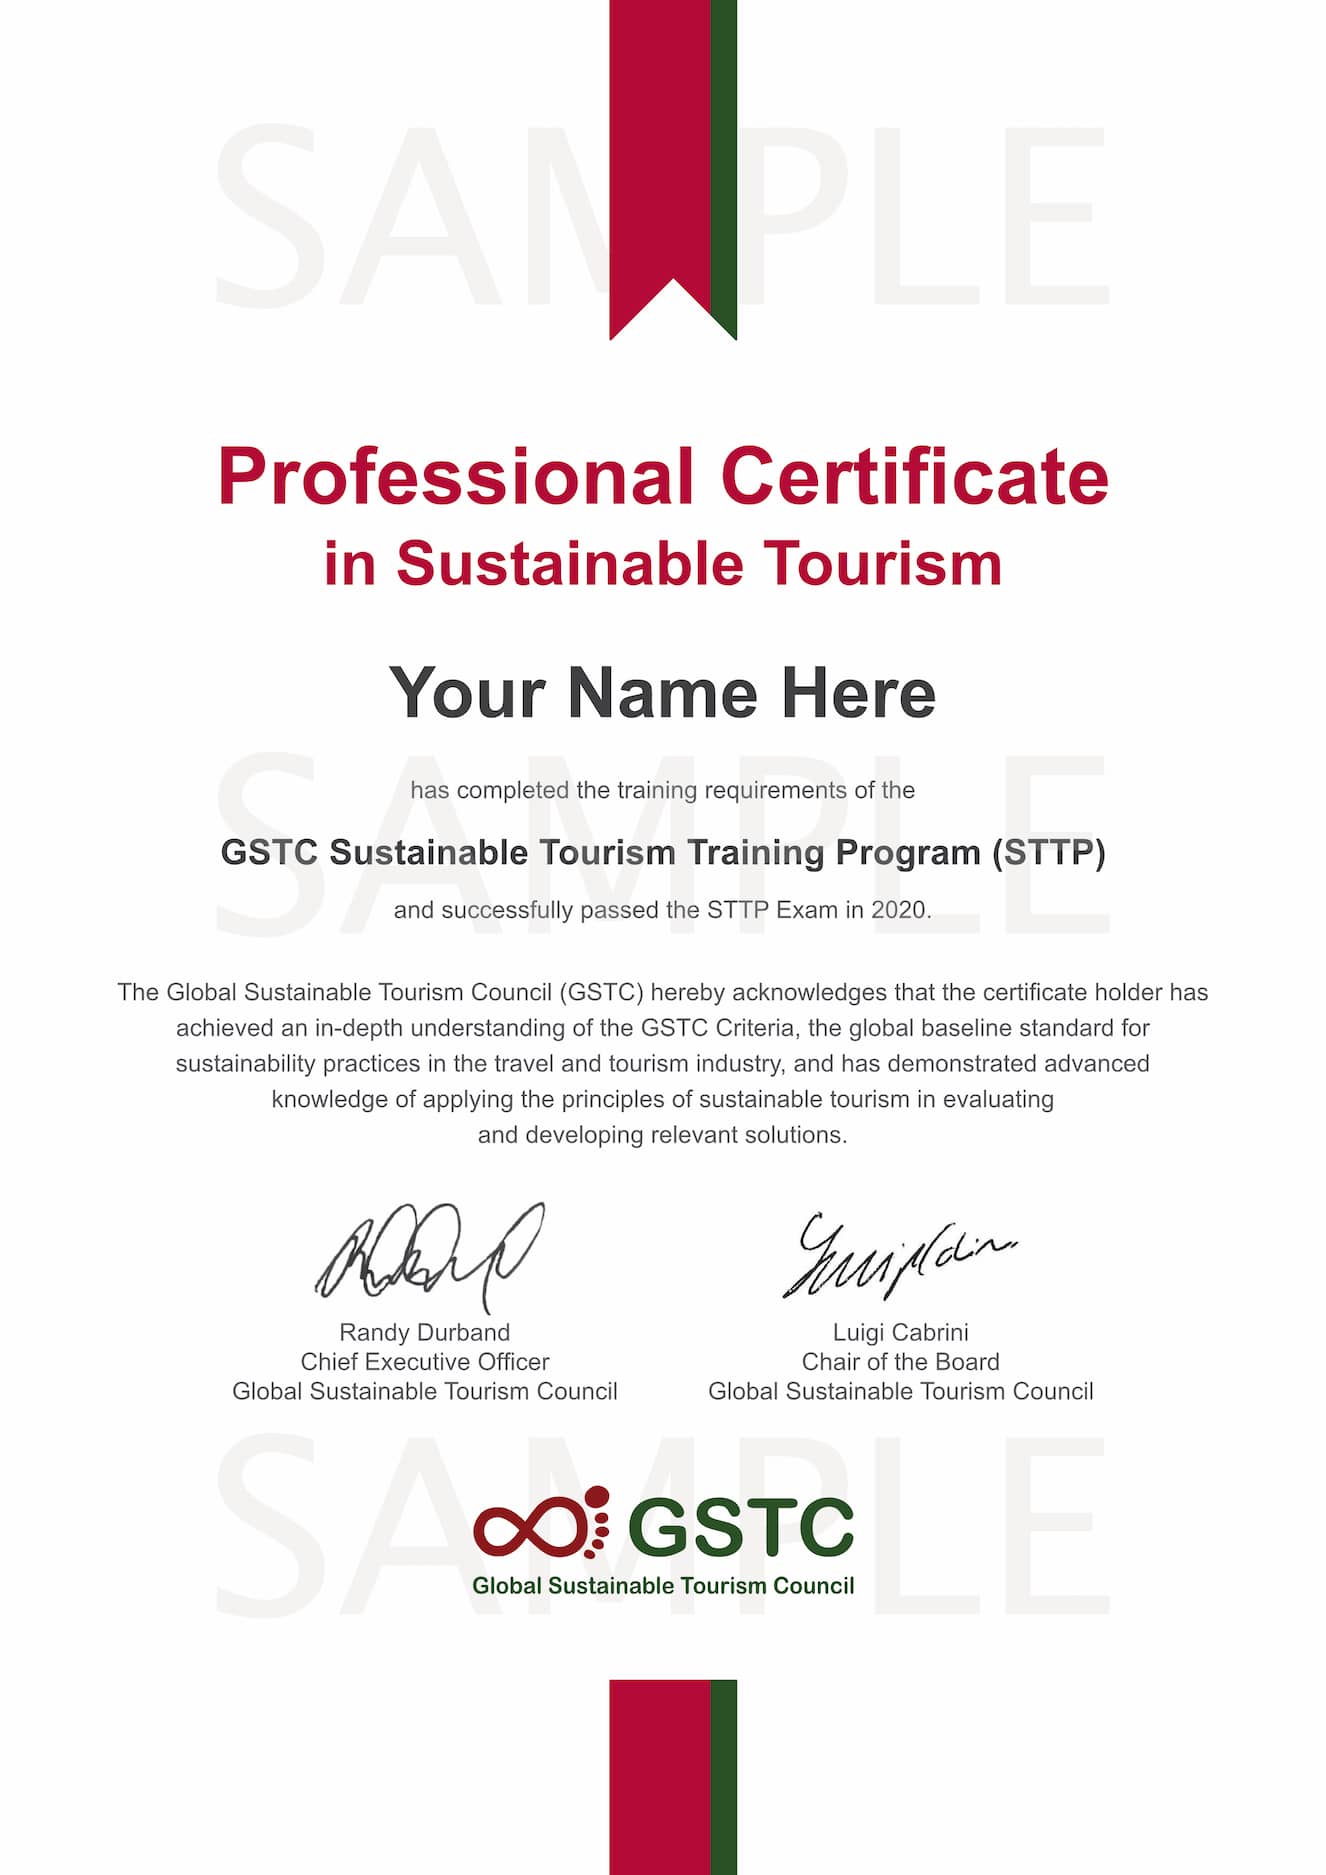 SAMPLE
Professional Certificate
in Sustainable Tourism
Your Name Here
SAMPLE
has completed the training requirements of the
GSTC Sustainable Tourism Training Program (STTP)
and successfully passed the STTP Exam in 2020.
The Global Sustainable Tourism Council (GSTC) hereby acknowledges that the certificate holder has
achieved an in-depth understanding of the GSTC Criteria, the global baseline standard for
sustainability practices in the travel and tourism industry, and has demonstrated advanced
knowledge of applying the principles of sustainable tourism in evaluating
and developing relevant solutions.
Randy Durband
Chief Executive Officer
Global Sustainable Tourism Council
Luigi Cabrini
Chair of the Board
Global Sustainable Tourism Council
SAMPLE
GSTC
Global Sustainable Tourism Council